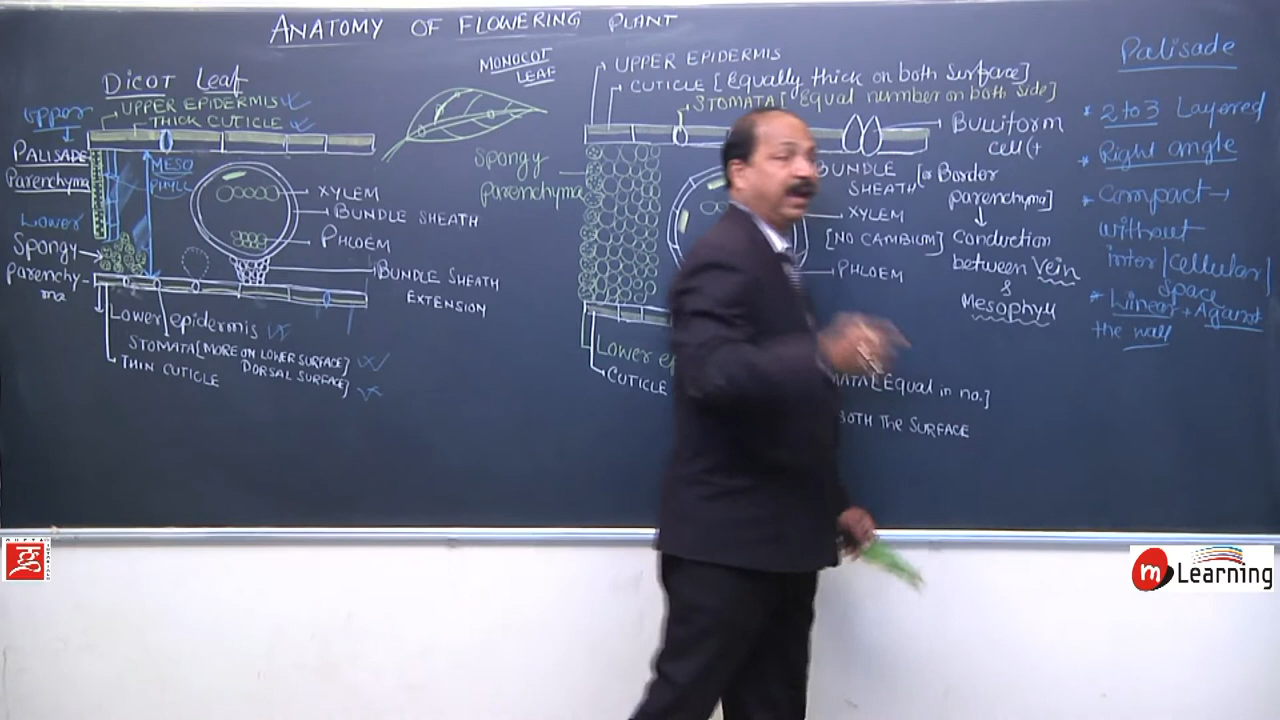 ANATOMY OF FLOWERING PLANT
DICOT Leaf
Upper
UPPER EPIDERMIS
THICK CUTICLE
PALISADE
Parenchyma
MESO
PHYLL
XYLEM
BUNDLE SHEATH
PHLOEM
Lower
Spongy
Parenchy-
ma
BUNDLE SHEATH
EXTENSION
Lower epidermis
STOMATA [MORE ON LOWER SURFACE]
DORSAL SURFACE]
THIN CUTICLE
MONOCOT
LEAF
UPPER EPIDERMIS
CUTICLE [Equally thick on both Surface]
STOMATA [Equal number on both side]
Bulliform
cell (+
Spongy
parenchyma
BUNDLE
SHEATH
[or Border
parenchyma]
XYLEM
[NO CAMBIUM]
Conduction
between Vein
&
Mesophyll
PHLOEM
Lower
CUTICLE
MATA [Equal in no.]
BOTH THE SURFACE
Palisade
* 2 to 3 Layered
* Right angle
* Compact →
without
inter/cellular/
Space
* Linear + Against
the wall
m Learning